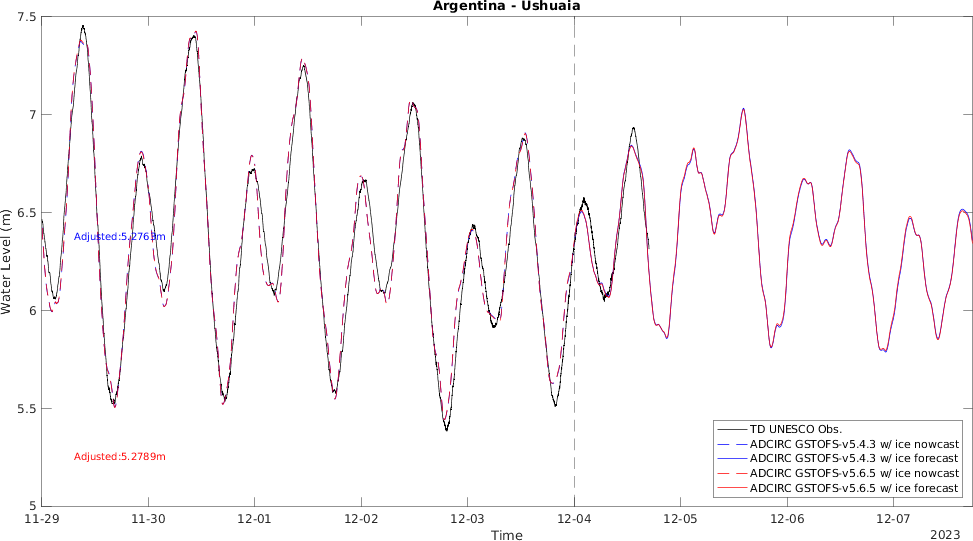 Argentina - Ushuaia
7.5
7
6.5
6
5.5
5
Water Level (m)
Adjusted:5.2763m
Adjusted:5.2789m
TD UNESCO Obs.
ADCIRC GSTOFS-v5.4.3 w/ ice nowcast
ADCIRC GSTOFS-v5.4.3 w/ ice forecast
ADCIRC GSTOFS-v5.6.5 w/ ice nowcast
ADCIRC GSTOFS-v5.6.5 w/ ice forecast
11-29 11-30 12-01 12-02 12-03 12-04 12-05 12-06 12-07
Time
2023